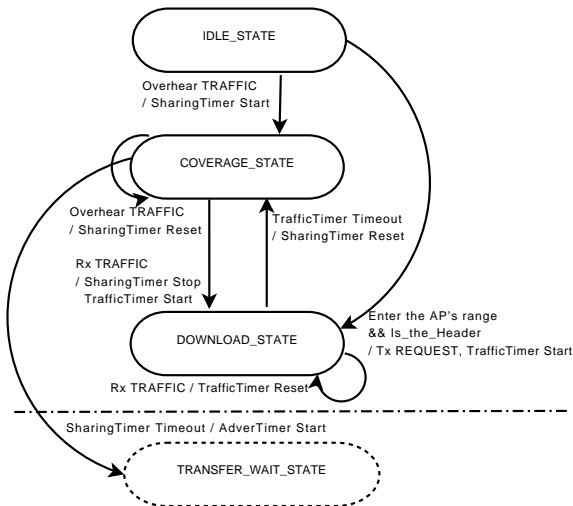 IDLE_STATE
Overhear TRAFFIC
/ SharingTimer Start
COVERAGE_STATE
Overhear TRAFFIC
/ SharingTimer Reset
TrafficTimer Timeout
/ SharingTimer Reset
Rx TRAFFIC
/ SharingTimer Stop
TrafficTimer Start
Enter the AP's range
&& Is_the_Header
/ Tx REQUEST, TrafficTimer Start
DOWNLOAD_STATE
Rx TRAFFIC / TrafficTimer Reset
SharingTimer Timeout / AdverTimer Start
TRANSFER_WAIT_STATE